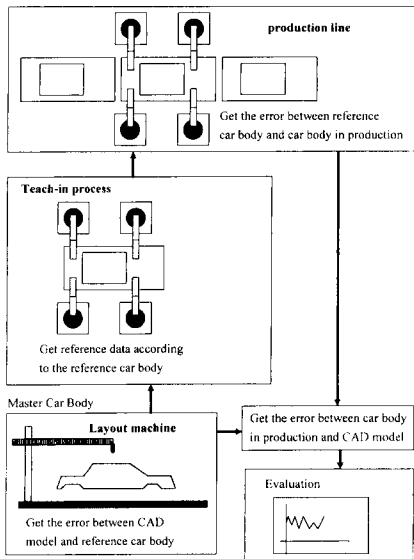 production line
Get the error between reference
car body and car body in production
Teach-in process
Get reference data according
to the reference car body
Master Car Body
Layout machine
Get the error between CAD
model and reference car body
Get the error between car body
in production and CAD model
Evaluation